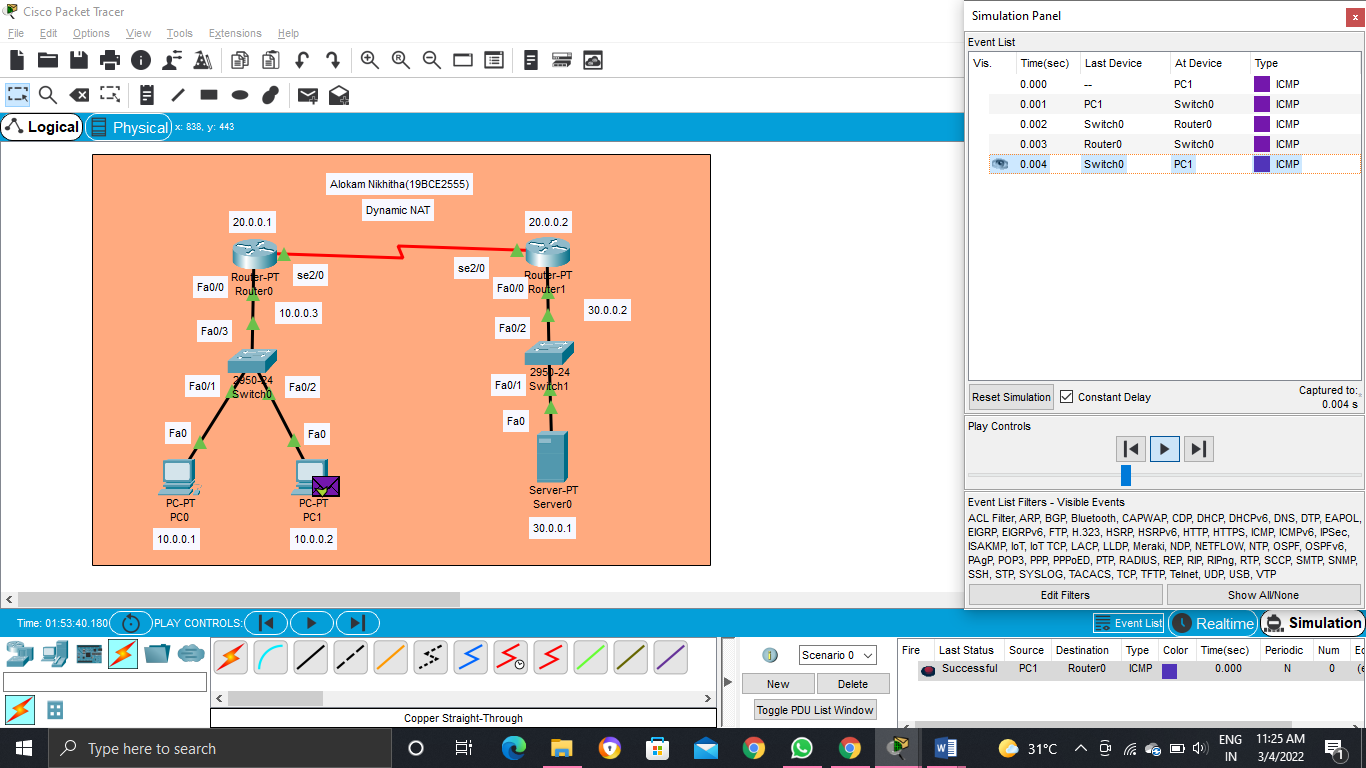 Cisco Packet Tracer
File Edit Options View Tools Extensions Help
Logical Physical x: 838, y: 443
Alokam Nikhitha(19BCE2555)
Dynamic NAT
20.0.0.1
20.0.0.2
Router-PT
Router0
se2/0
se2/0
Router-PT
Router1
Fa0/0
Fa0/0
10.0.0.3
30.0.0.2
Fa0/3
Fa0/2
2950-24
Switch0
2950-24
Switch1
Fa0/1
Fa0/2
Fa0/1
Fa0
Fa0
Fa0
PC-PT
PC0
PC-PT
PC1
Server-PT
Server0
10.0.0.1
10.0.0.2
30.0.0.1
Simulation Panel
Event List
Vis. Time(sec) Last Device At Device Type
0.000 -- PC1 ICMP
0.001 PC1 Switch0 ICMP
0.002 Switch0 Router0 ICMP
0.003 Router0 Switch0 ICMP
0.004 Switch0 PC1 ICMP
Reset Simulation Constant Delay
Captured to:
0.004 s
Play Controls
Event List Filters - Visible Events
ACL Filter, ARP, BGP, Bluetooth, CAPWAP, CDP, DHCP, DHCPv6, DNS, DTP, EAPOL,
EIGRP, EIGRPv6, FTP, H.323, HSRP, HSRPv6, HTTP, HTTPS, ICMP, ICMPv6, IPSec,
ISAKMP, IoT, IoT TCP, LACP, LLDP, Meraki, NDP, NETFLOW, NTP, OSPF, OSPFv6,
PAgP, POP3, PPP, PPPoED, PTP, RADIUS, REP, RIP, RIPng, RTP, SCCP, SMTP, SNMP,
SSH, STP, SYSLOG, TACACS, TCP, TFTP, Telnet, UDP, USB, VTP
Edit Filters Show All/None
Time: 01:53:40.180 PLAY CONTROLS:
Event List Realtime Simulation
Copper Straight-Through
Scenario 0
New Delete
Toggle PDU List Window
Fire Last Status Source Destination Type Color Time(sec) Periodic Num Ec
Successful PC1 Router0 ICMP 0.000 N 0 (e
Type here to search
31°C
ENG
IN
11:25 AM
3/4/2022
1